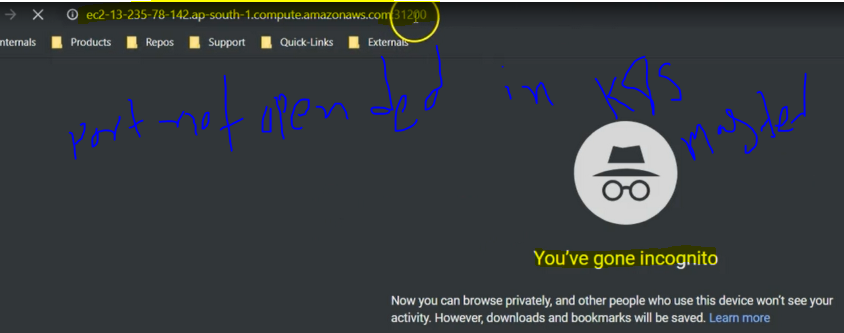 ec2-13-235-78-142.ap-south-1.compute.amazonaws.com:31200
nternals Products Repos Support Quick-Links Externals
Port not open ded in K8S
master
You've gone incognito
Now you can browse privately, and other people who use this device won't see your
activity. However, downloads and bookmarks will be saved. Learn more